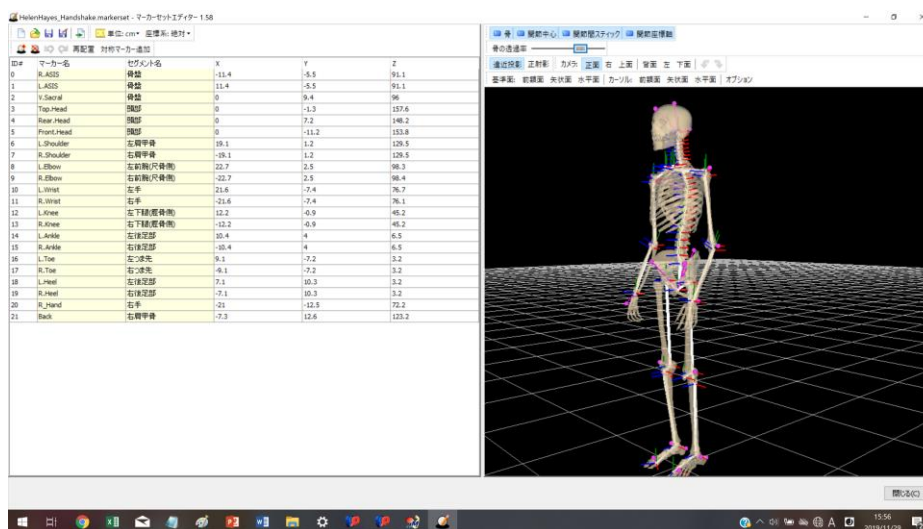 HelenHayes_Handshake.markerset - マーカーセットエディター 1.58
単位: cm 座標系: 絶対
再配置 対称マーカー追加
ID# マーカー名 セグメント名 X Y Z
0 R.ASIS 骨盤 -11.4 -5.5 91.1
1 L.ASIS 骨盤 11.4 -5.5 91.1
2 V.Sacral 骨盤 0 9.4 96
3 Top.Head 頭部 0 -1.3 157.6
4 Rear.Head 頭部 0 7.2 148.2
5 Front.Head 頭部 0 -11.2 153.8
6 L.Shoulder 左肩甲骨 19.1 1.2 129.5
7 R.Shoulder 右肩甲骨 -19.1 1.2 129.5
8 L.Elbow 左前腕(尺骨側) 22.7 2.5 98.3
9 R.Elbow 右前腕(尺骨側) -22.7 2.5 98.4
10 L.Wrist 左手 21.6 -7.4 76.7
11 R.Wrist 右手 -21.6 -7.4 76.1
12 L.Knee 左下腿(脛骨側) 12.2 -0.9 45.2
13 R.Knee 右下腿(脛骨側) -12.2 -0.9 45.2
14 L.Ankle 左後足部 10.4 4 6.5
15 R.Ankle 右後足部 -10.4 4 6.5
16 L.Toe 左つま先 9.1 -7.2 3.2
17 R.Toe 右つま先 -9.1 -7.2 3.2
18 L.Heel 左後足部 7.1 10.3 3.2
19 R.Heel 右後足部 -7.1 10.3 3.2
20 R_Hand 右手 -21 -12.5 72.2
21 Back 右肩甲骨 -7.3 12.6 123.2
骨 関節中心 関節間スティック 関節座標軸
骨の透過率
遠近投影 正射影 カメラ: 正面 右 上面 背面 左 下面
基準面: 前額面 矢状面 水平面 カーソル: 前額面 矢状面 水平面 オプション
閉じる(C)
A
15:56
2019/11/29